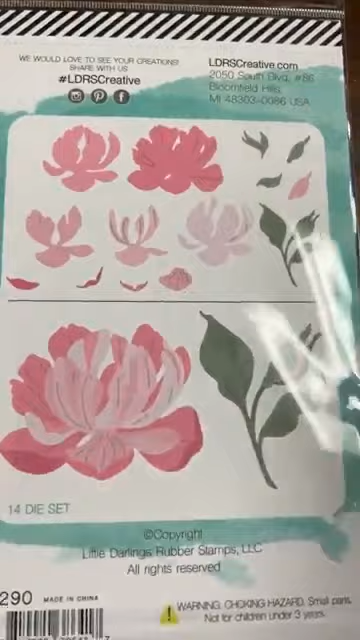 WE WOULD LOVE TO SEE YOUR CREATIONS!
SHARE WITH US
#LDRSCreative
LDRSCreative.com
2050 South Blvd. #86
Bloomfield Hills,
MI 48303-0086 USA
14 DIE SET
©Copyright
Little Darlings Rubber Stamps, LLC
All rights reserved
290 MADE IN CHINA
WARNING. CHOKING HAZARD. Small parts.
Not for children under 3 years.